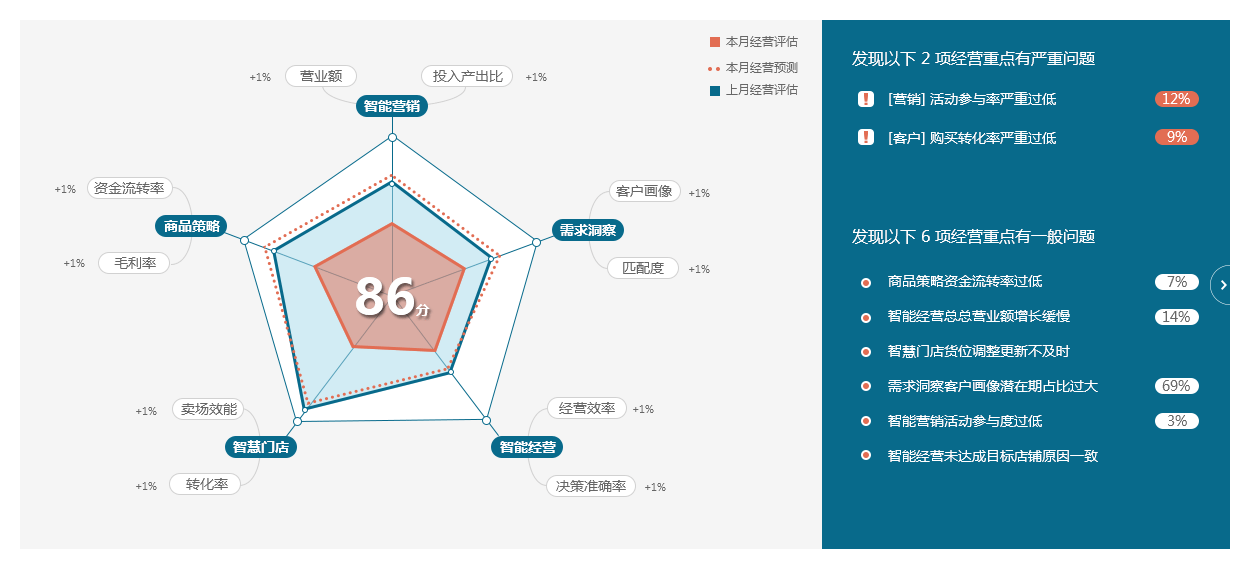 本月经营评估
本月经营预测
上月经营评估
+1% 营业额 投入产出比 +1%
智能营销
+1% 资金流转率
商品策略
+1% 毛利率
客户画像 +1%
需求洞察
匹配度 +1%
86分
+1% 卖场效能
智慧门店
+1% 转化率
经营效率 +1%
智能经营
决策准确率 +1%
发现以下 2 项经营重点有严重问题
[营销] 活动参与率严重过低 12%
[客户] 购买转化率严重过低 9%
发现以下 6 项经营重点有一般问题
商品策略资金流转率过低 7%
智能经营总总营业额增长缓慢 14%
智慧门店货位调整更新不及时
需求洞察客户画像潜在期占比过大 69%
智能营销活动参与度过低 3%
智能经营未达成目标店铺原因一致